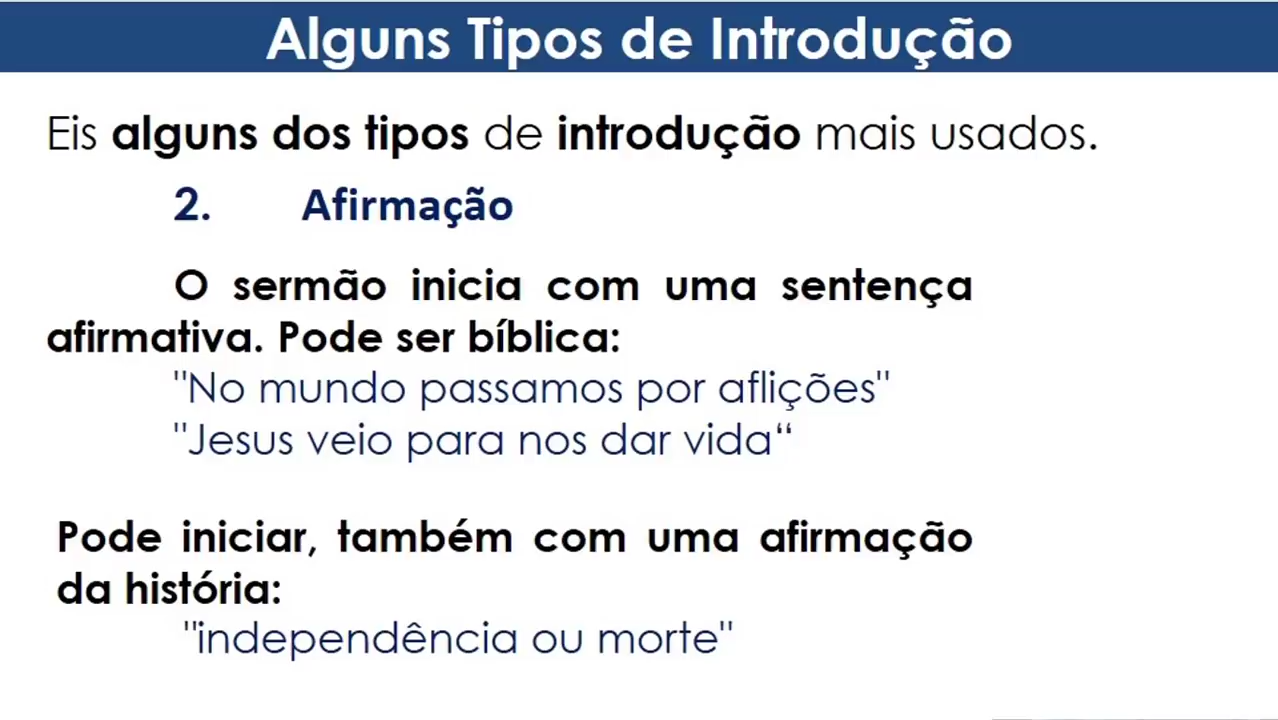 Alguns Tipos de Introdução
Eis alguns dos tipos de introdução mais usados.
2. Afirmação
O sermão inicia com uma sentença
afirmativa. Pode ser bíblica:
"No mundo passamos por aflições"
"Jesus veio para nos dar vida“
Pode iniciar, também com uma afirmação
da história:
"independência ou morte"